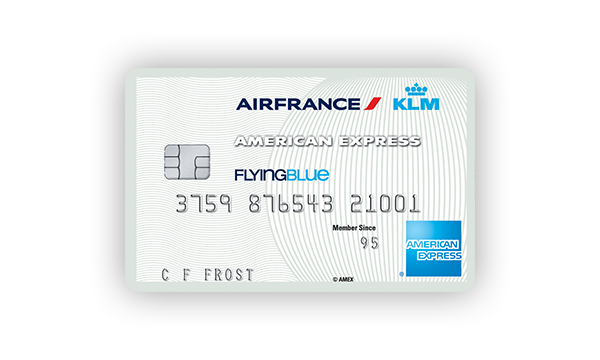 AIRFRANCE KLM
AMERICAN EXPRESS
FLYINGBLUE
3759 876543 21001
Member Since
95
AMERICAN EXPRESS
®
C F FROST
© AMEX